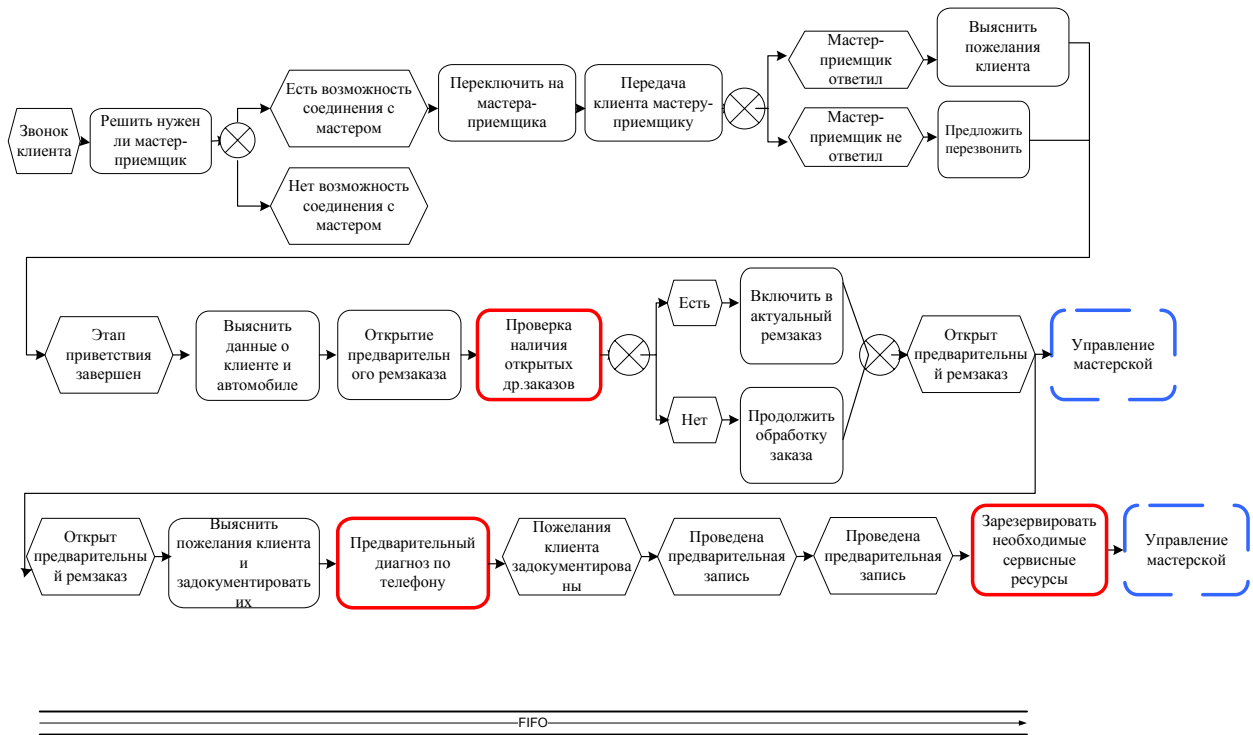 Звонок
клиента
Решить нужен
ли мастер-
приемщик
Есть возможность
соединения с
мастером
Нет возможность
соединения с
мастером
Переключить на
мастера-
приемщика
Передача
клиента мастеру-
приемщику
Мастер-
приемщик
ответил
Мастер-
приемщик не
ответил
Выяснить
пожелания
клиента
Предложить
перезвонить
Этап
приветствия
завершен
Выяснить
данные о
клиенте и
автомобиле
Открытие
предварительн
ого ремзаказа
Проверка
наличия
открытых
др.заказов
Есть
Нет
Включить в
актуальный
ремзаказ
Продолжить
обработку
заказа
Открыт
предварительны
й ремзаказ
Управление
мастерской
Открыт
предварительны
й ремзаказ
Выяснить
пожелания клиента
и
задокументировать
их
Предварительный
диагноз по
телефону
Пожелания
клиента
задокументирова
ны
Проведена
предварительная
запись
Проведена
предварительная
запись
Зарезервировать
необходимые
сервисные
ресурсы
Управление
мастерской
FIFO